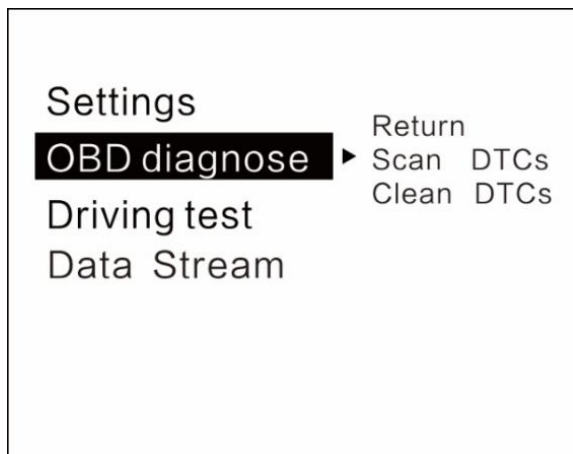 Settings
OBD diagnose
Driving test
Data Stream
Return
Scan DTCs
Clean DTCs